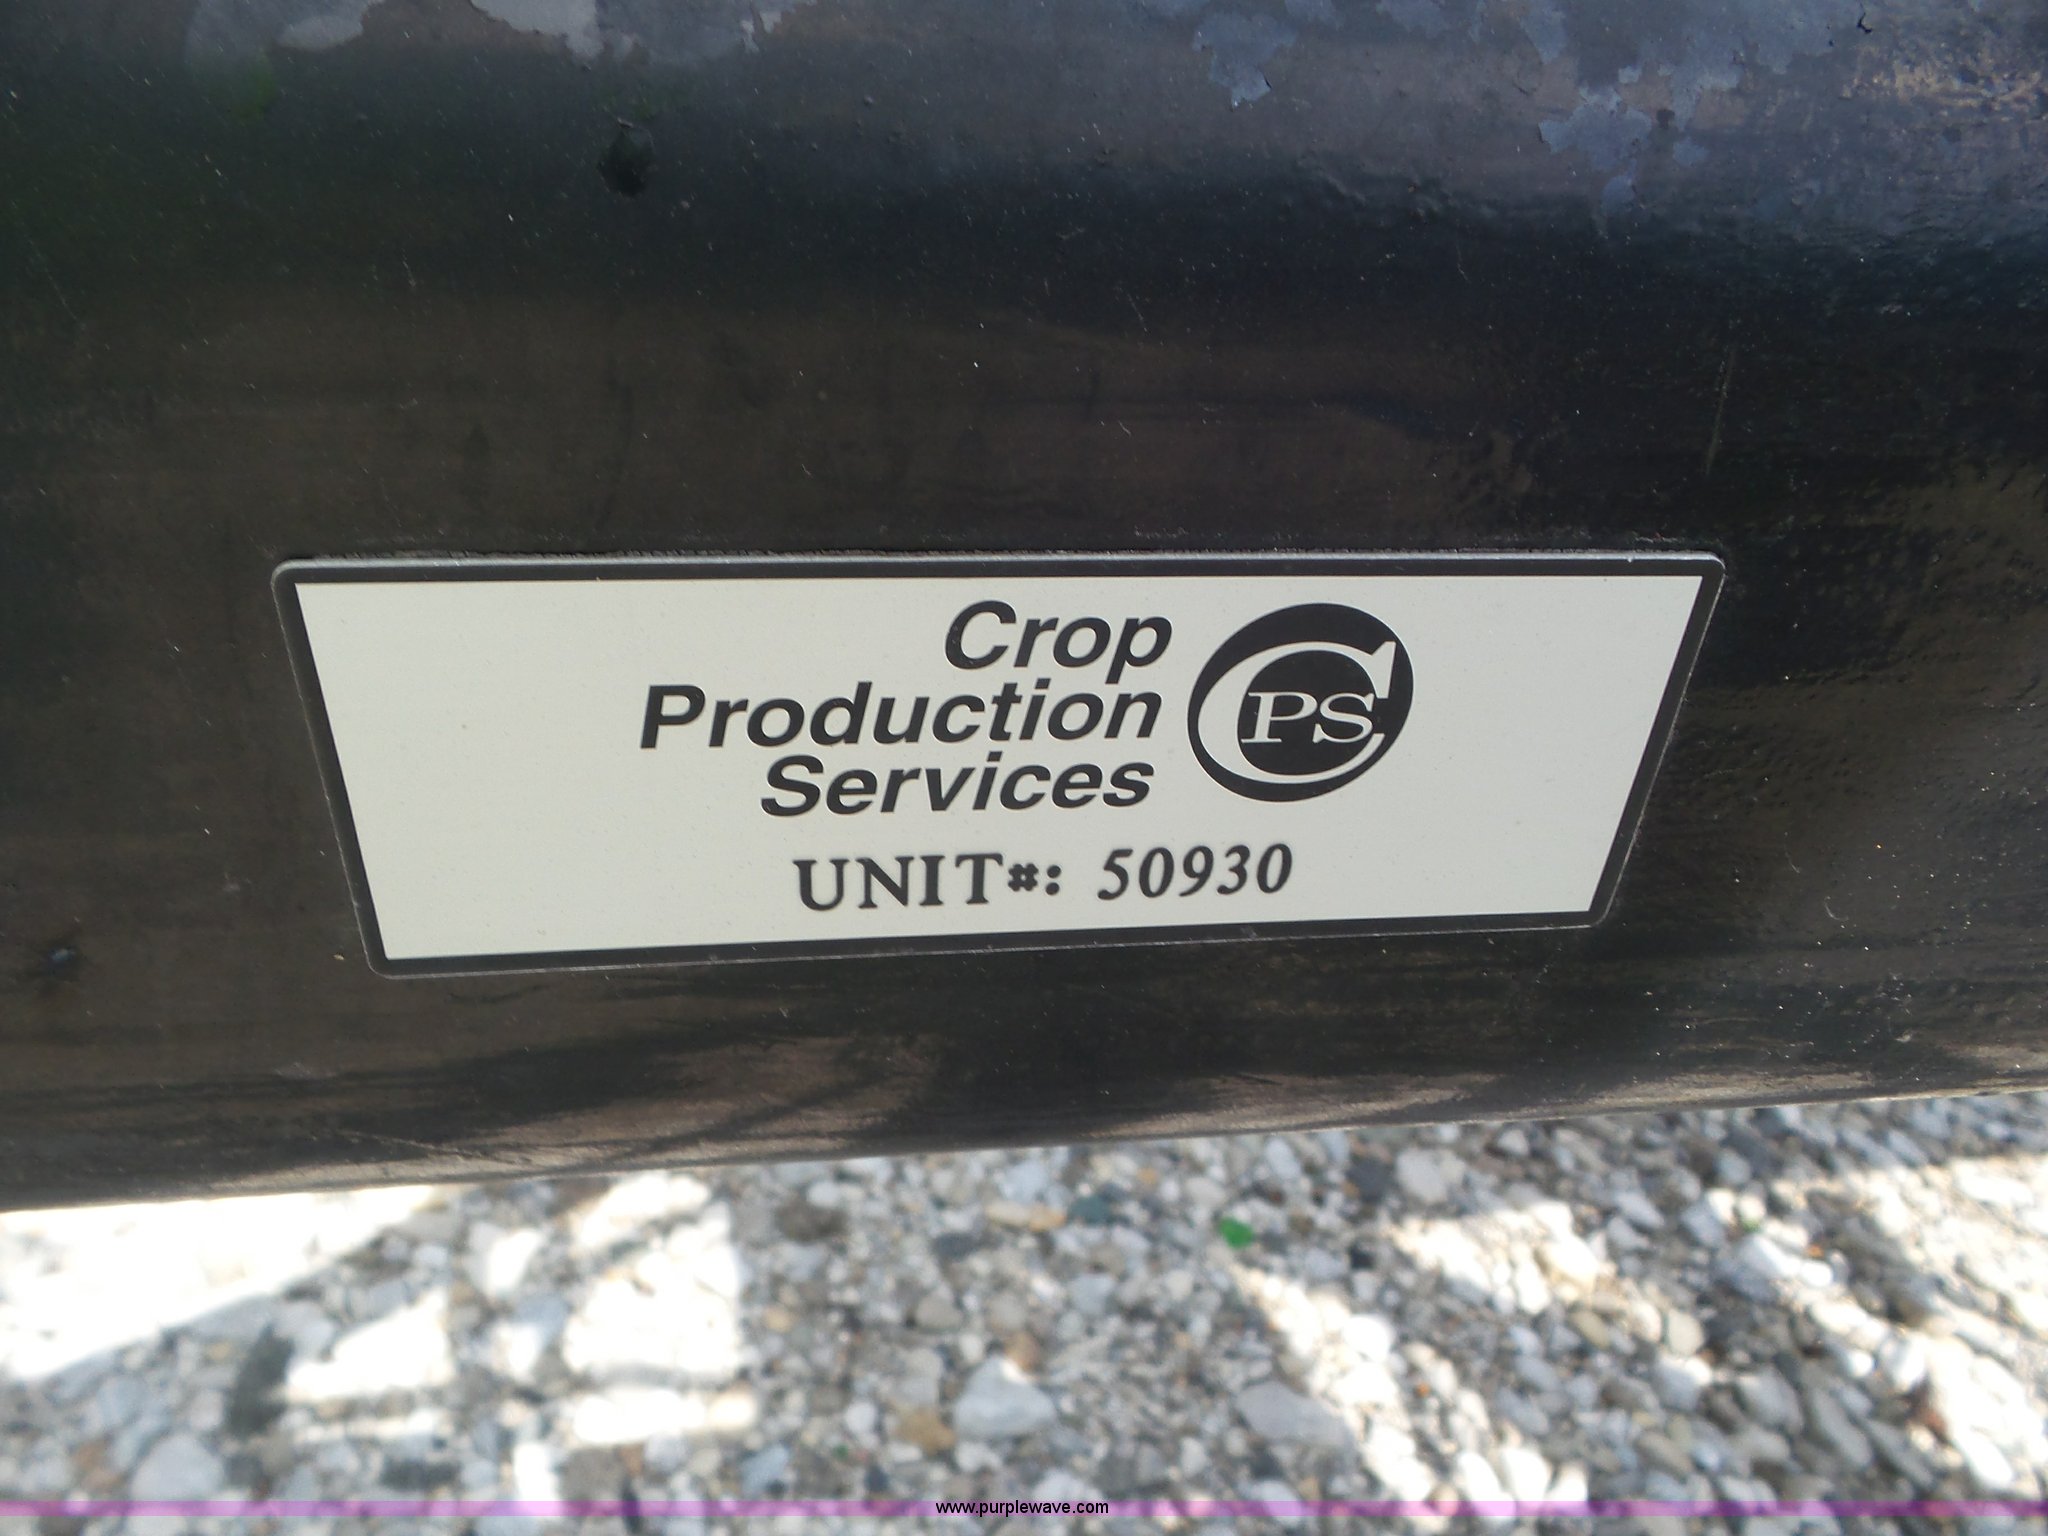 Crop
Production
Services
CPS
UNIT#: 50930
www.purplewave.com